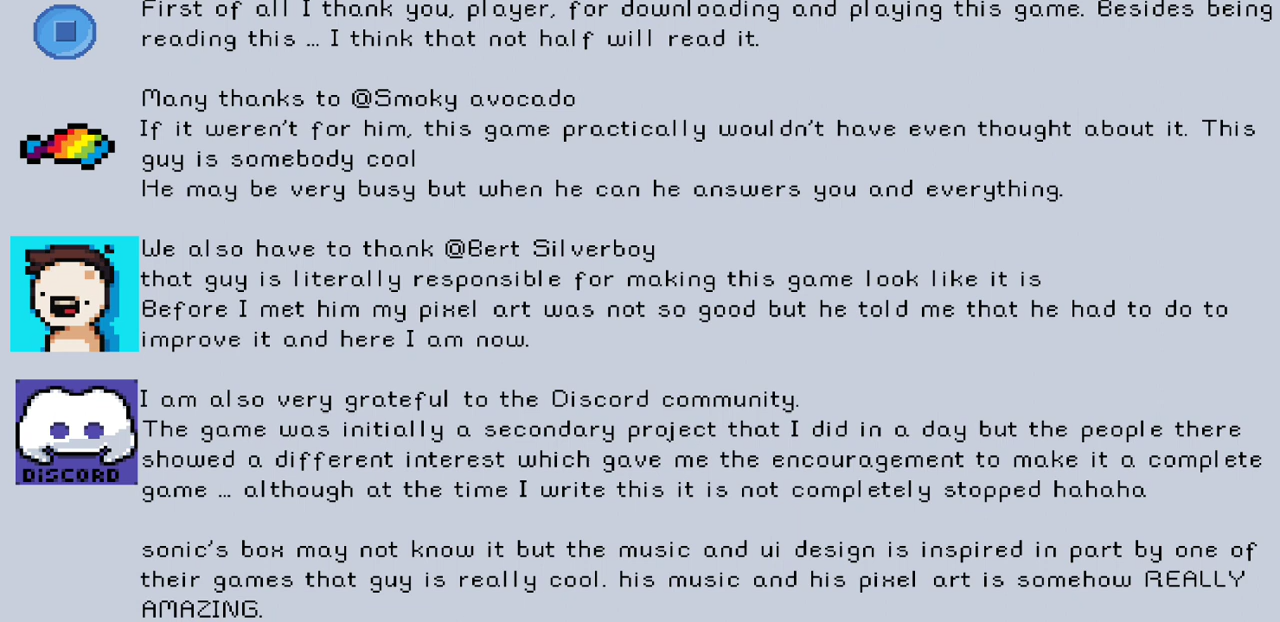 First of all I thank you, player, for downloading and playing this game. Besides being
reading this ... I think that not half will read it.
Many thanks to @Smoky avocado
If it weren't for him, this game practically wouldn't have even thought about it. This
guy is somebody cool
He may be very busy but when he can he answers you and everything.
We also have to thank @Bert Silverboy
that guy is literally responsible for making this game look like it is
Before I met him my pixel art was not so good but he told me that he had to do to
improve it and here I am now.
I am also very grateful to the Discord community.
The game was initially a secondary project that I did in a day but the people there
showed a different interest which gave me the encouragement to make it a complete
DiSCORD
game ... although at the time I write this it is not completely stopped hahaha
sonic's box may not know it but the music and ui design is inspired in part by one of
their games that guy is really cool. his music and his pixel art is somehow REALLY
AMAZING.